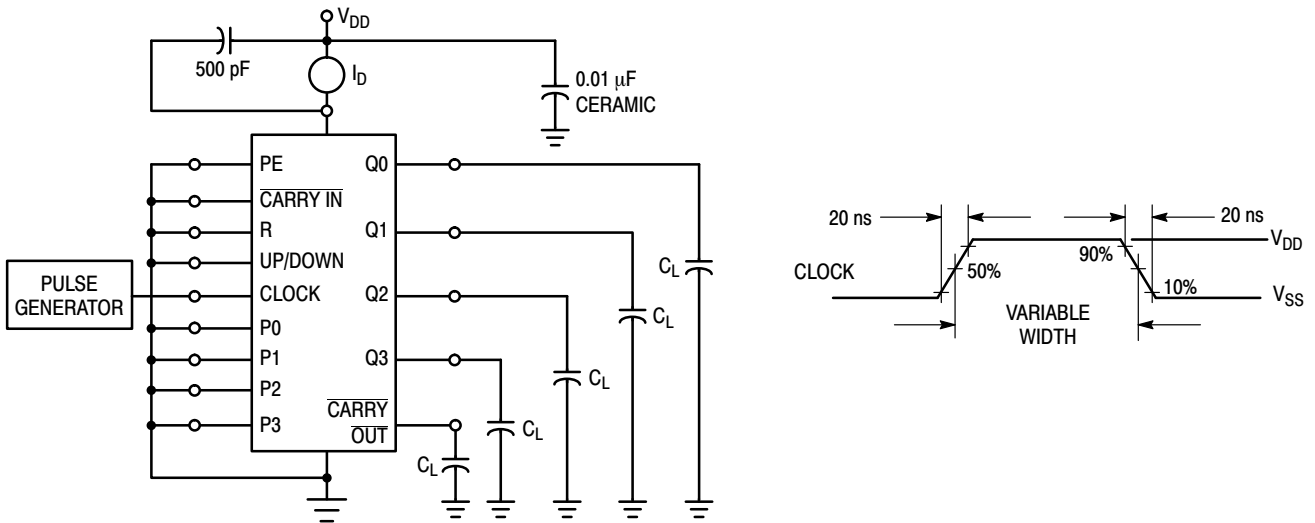 V_DD
500 pF
I_D
0.01 μF
CERAMIC
PE
CARRY IN
R
UP/DOWN
CLOCK
P0
P1
P2
P3
Q0
Q1
Q2
Q3
CARRY
OUT
PULSE
GENERATOR
C_L
C_L
C_L
C_L
C_L
20 ns
20 ns
V_DD
50%
90%
CLOCK
10%
V_SS
VARIABLE
WIDTH